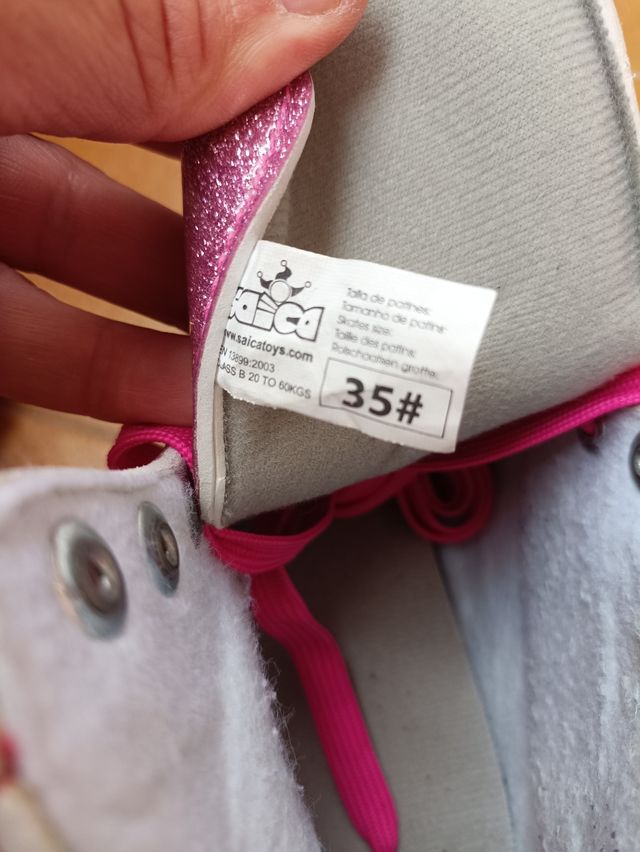 saica
www.saicatoys.com
EN 13899:2003
CLASS B 20 TO 60KGS
Talla de patines:
Tamanho de patins:
Skates size:
Taille des patins:
Rolschaatsen grotte:
35#